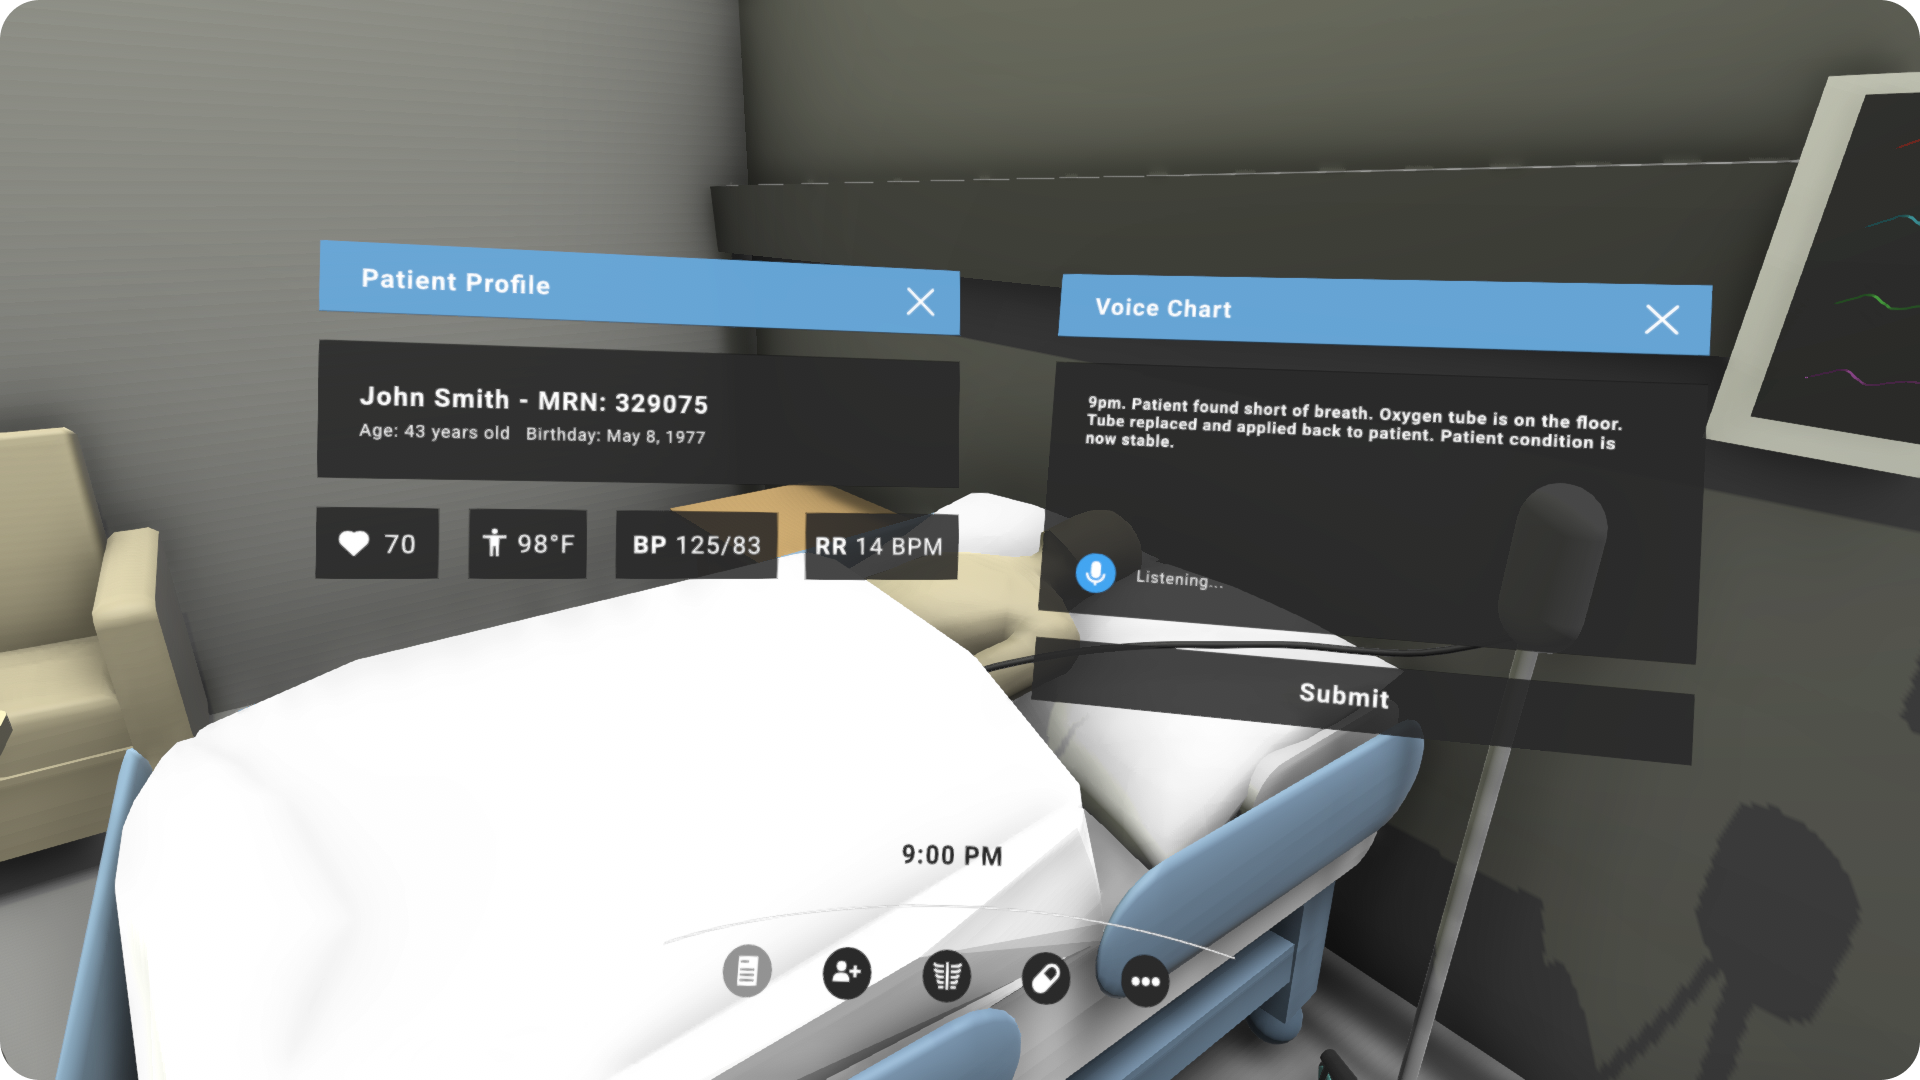 Patient Profile
John Smith - MRN: 329075
Age: 43 years old Birthday: May 8, 1977
70
98°F
BP 125/83
RR 14 BPM
Voice Chart
9pm. Patient found short of breath. Oxygen tube is on the floor.
Tube replaced and applied back to patient. Patient condition is
now stable.
Listening...
Submit
9:00 PM